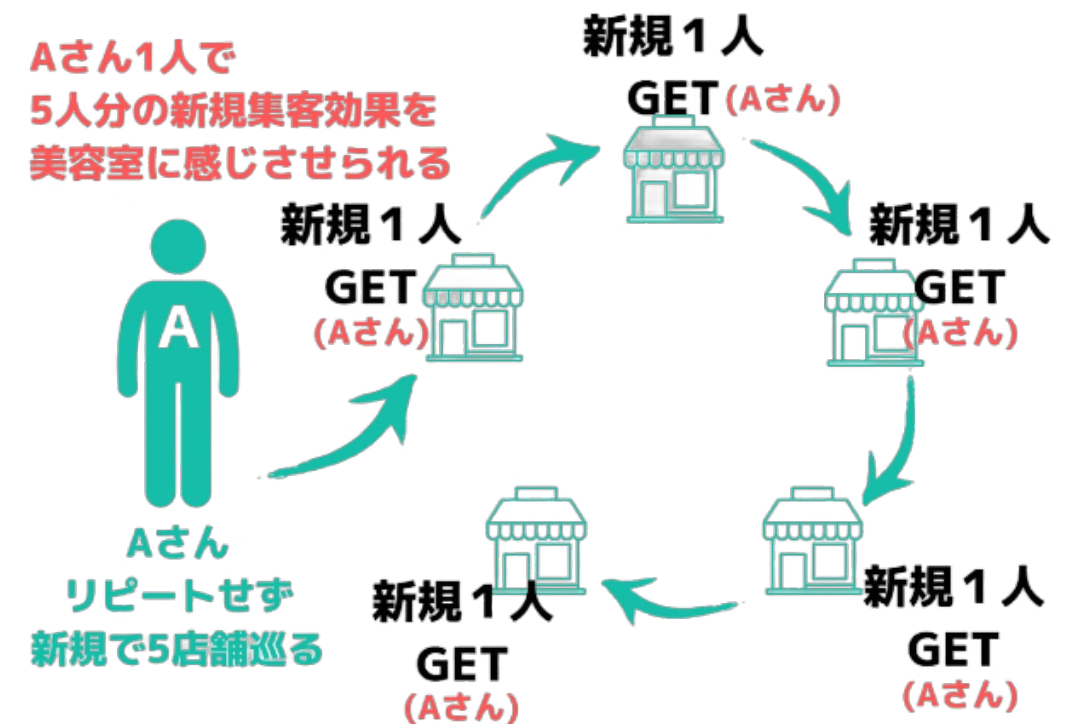 Aさん1人で
5人分の新規集客効果を
美容室に感じさせられる
新規１人
GET(Aさん)
新規１人
GET
(Aさん)
新規１人
GET
(Aさん)
A
Aさん
リピートせず
新規で5店舗巡る
新規１人
GET
(Aさん)
新規１人
GET
(Aさん)